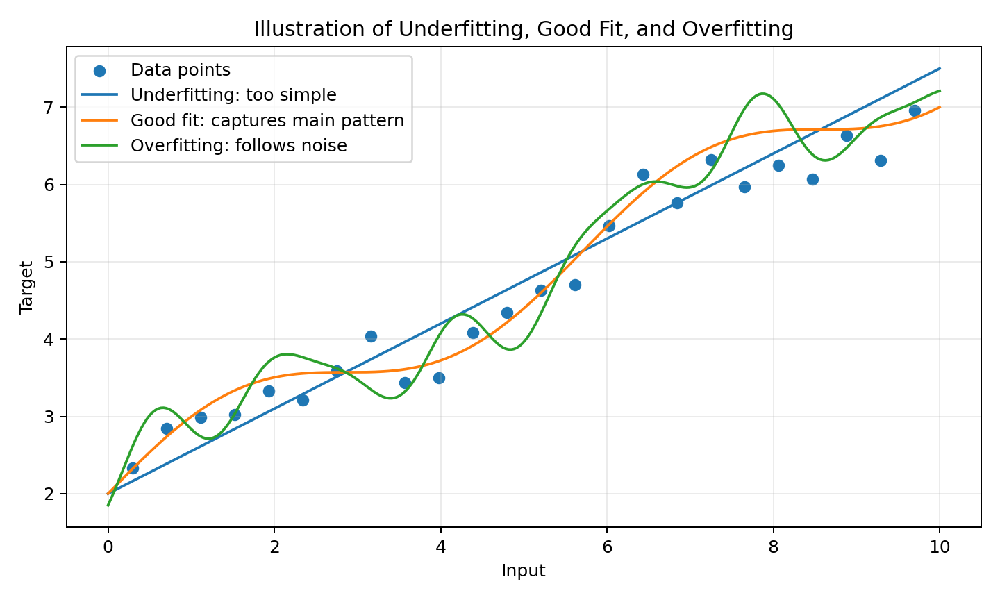 Illustration of Underfitting, Good Fit, and Overfitting
Data points
Underfitting: too simple
Good fit: captures main pattern
Overfitting: follows noise
7
6
5
4
3
2
Target
0 2 4 6 8 10
Input